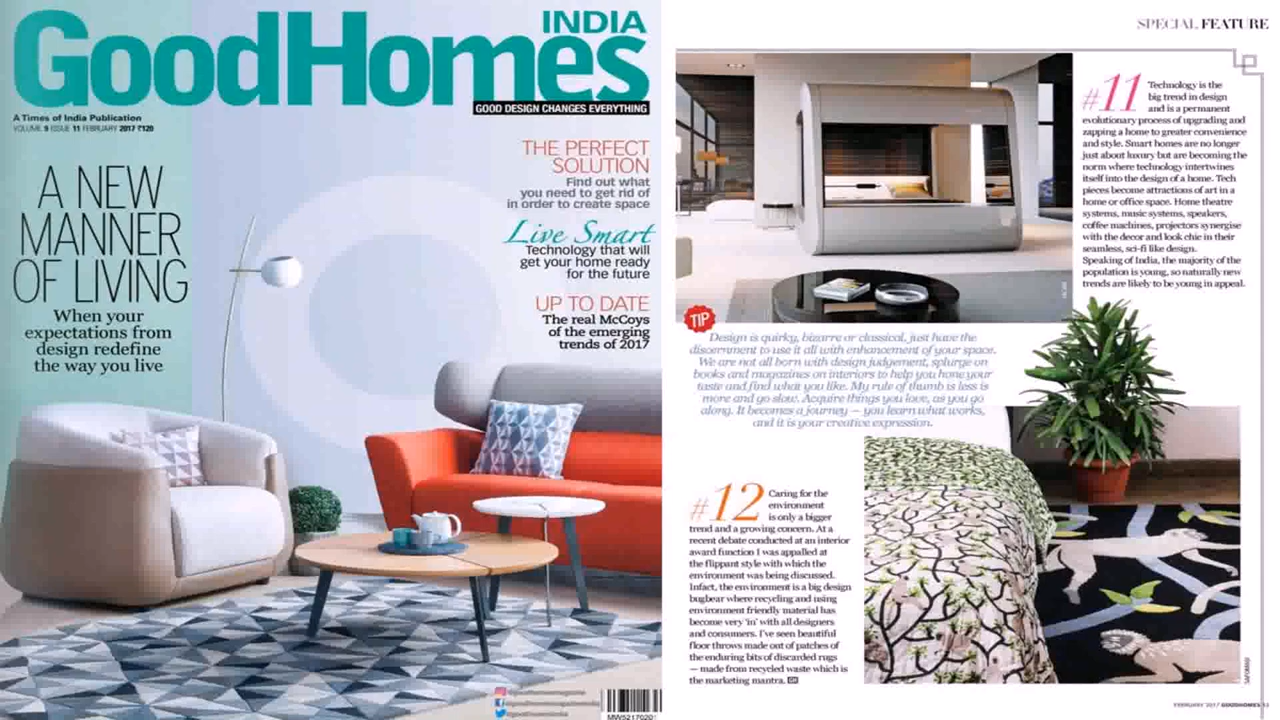 INDIA
GoodHomes
GOOD DESIGN CHANGES EVERYTHING
A Times of India Publication
VOLUME 9 ISSUE 11 FEBRUARY 2017 ₹120
A NEW
MANNER
OF LIVING
When your
expectations from
design redefine
the way you live
THE PERFECT
SOLUTION
Find out what
you need to get rid of
in order to create space
Live Smart
Technology that will
get your home ready
for the future
UP TO DATE
The real McCoys
of the emerging
trends of 2017
MW5217020
SPECIAL FEATURE
#11 Technology is the
big trend in design
and is a permanent
evolutionary process of upgrading and
zapping a home to greater convenience
and style. Smart homes are no longer
just about luxury but are becoming the
norm where technology intertwines
itself into the design of a home. Tech
pieces become attractions of art in a
home or office space. Home theatre
systems, music systems, speakers,
coffee machines, projectors synergise
with the decor and look chic in their
seamless, sci-fi like design.
Speaking of India, the majority of the
population is young, so naturally new
trends are likely to be young in appeal.
TIP
Design is quirky, bizarre or classical, just have the
discernment to use it all with enhancement of your space.
We are not all born with design judgement, splurge on
books and magazines on interiors to help you hone your
taste and find what you like. My rule of thumb is less is
more and go slow. Acquire things you love, as you go
along. It becomes a journey – you learn what works,
and it is your creative expression.
#12 Caring for the
environment
is only a bigger
trend and a growing concern. At a
recent debate conducted at an interior
award function I was appalled at
the flippant style with which the
environment was being discussed.
Infact, the environment is a big design
bugbear where recycling and using
environment friendly material has
become very 'in' with all designers
and consumers. I've seen beautiful
floor throws made out of patches of
the enduring bits of discarded rugs
– made from recycled waste which is
the marketing mantra. GH
FEBRUARY 2017 GOODHOMES